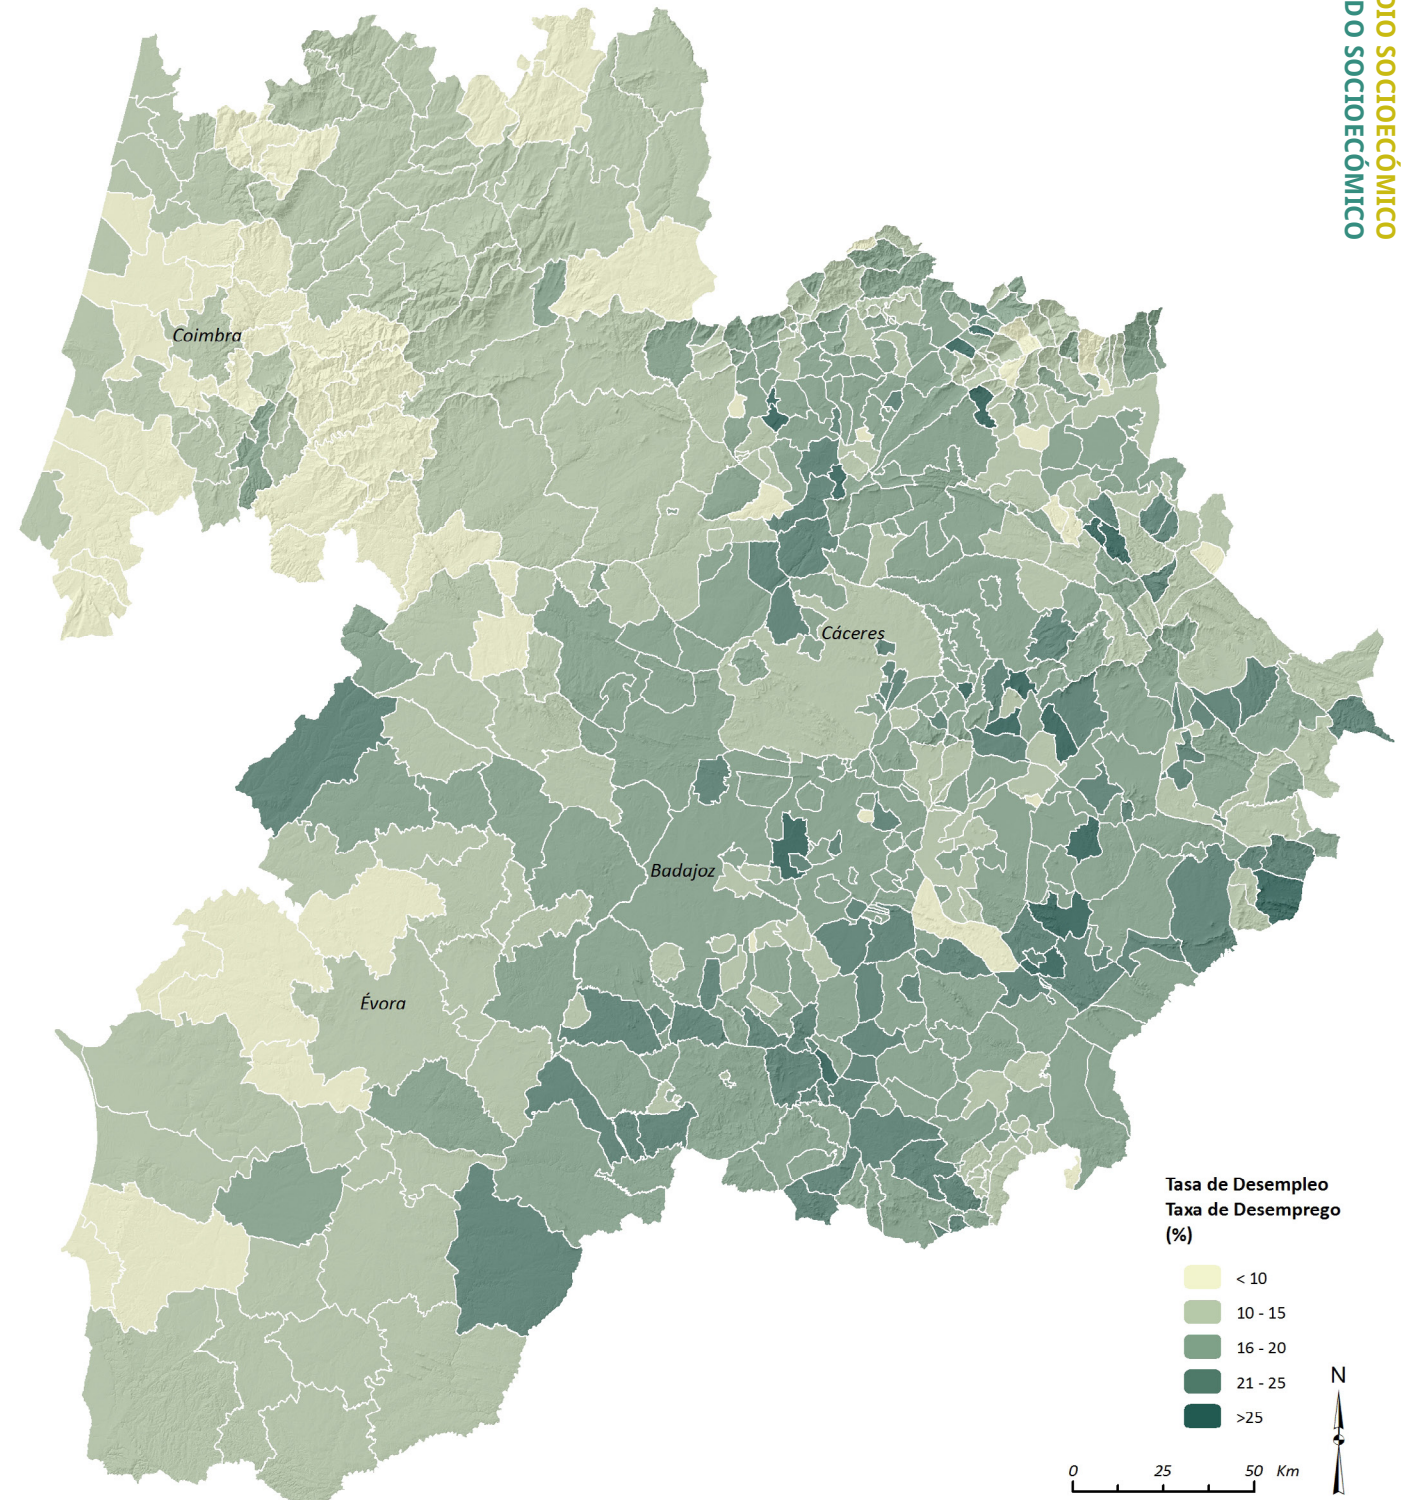 DIO SOCIOECÓMICO
DO SOCIOECÓMICO
Coimbra
Cáceres
Badajoz
Évora
Tasa de Desempleo
Taxa de Desemprego
(%)
< 10
10 - 15
16 - 20
21 - 25
>25
N
0 25 50 Km